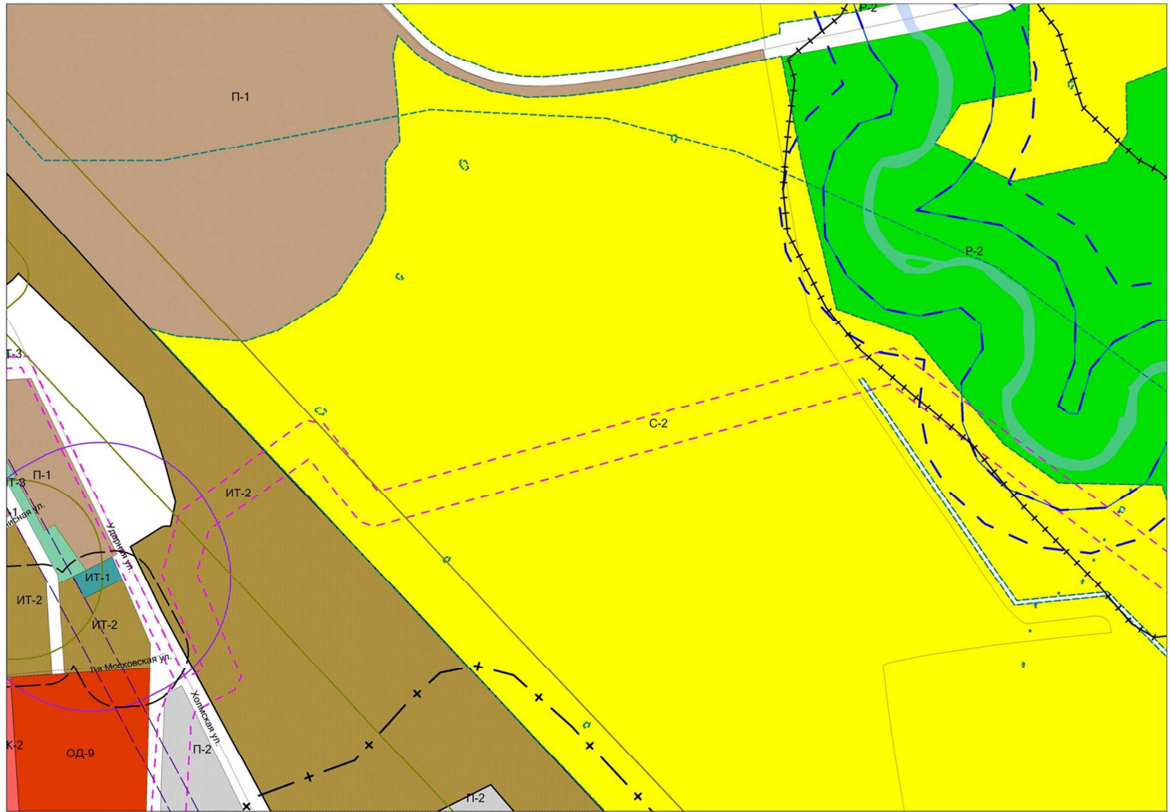 Р-2
П-1
Р-2
Т-3
С-2
П-1
ИТ-2
Т-3
Ударная ул.
ИТ-1
ИТ-2
ИТ-2
Московская ул.
Холмская ул.
К-2
ОД-9
П-2
П-2